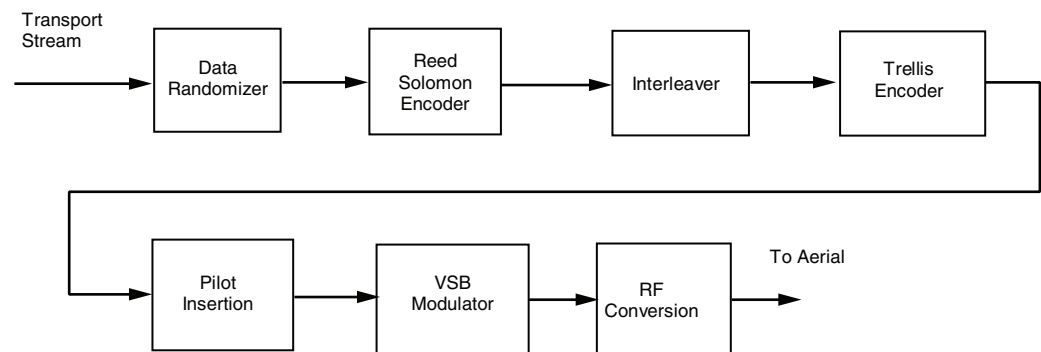 Transport
Stream
Data
Randomizer
Reed
Solomon
Encoder
Interleaver
Trellis
Encoder
Pilot
Insertion
VSB
Modulator
RF
Conversion
To Aerial